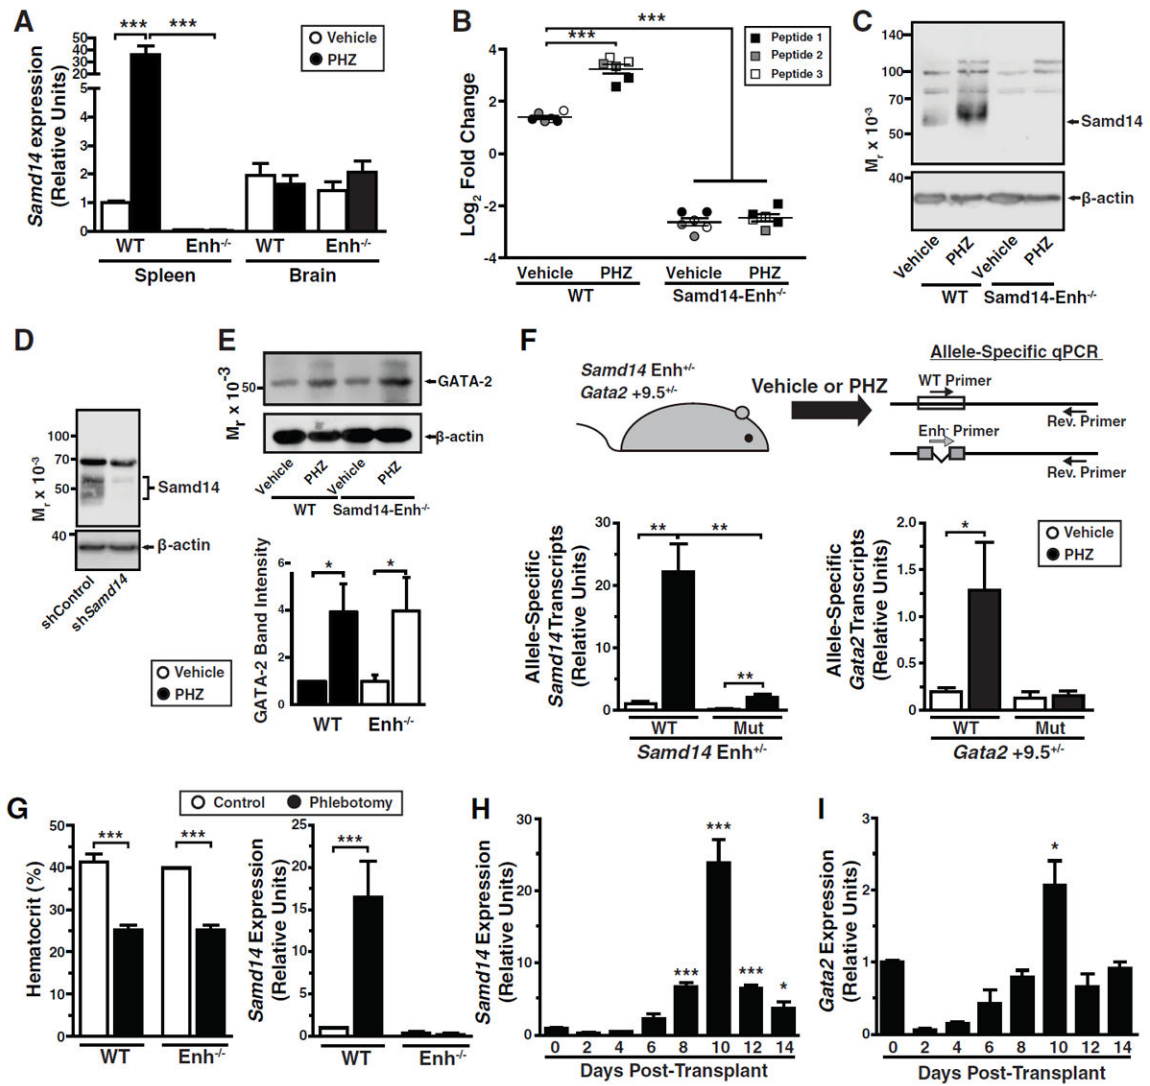 A
Samd14 expression
(Relative Units)
50
40
30
20
5
4
3
2
1
0
***
***
Vehicle
PHZ
WT
Enh-/-
WT
Enh-/-
Spleen
Brain
B
Log2 Fold Change
4
2
0
-2
-4
***
***
Peptide 1
Peptide 2
Peptide 3
Vehicle
PHZ
Vehicle
PHZ
WT
Samd14-Enh-/-
C
Mr x 10-3
140
100
70
50
40
Samd14
β-actin
Vehicle
PHZ
Vehicle
PHZ
WT
Samd14-Enh-/-
D
Mr x 10-3
100
70
50
40
Samd14
β-actin
shControl
shSamd14
E
Mr x 10-3
50
GATA-2
β-actin
Vehicle
PHZ
Vehicle
PHZ
WT
Samd14-Enh-/-
GATA-2 Band Intensity
6
4
2
0
*
*
WT
Enh-/-
Vehicle
PHZ
F
Samd14 Enh+/-
Gata2 +9.5+/-
Vehicle or PHZ
Allele-Specific qPCR
WT Primer
Rev. Primer
Enh- Primer
Rev. Primer
Allele-Specific
Samd14 Transcripts
(Relative Units)
30
20
10
0
**
**
**
WT
Mut
Samd14 Enh+/-
Allele-Specific
Gata2 Transcripts
(Relative Units)
2.0
1.5
1.0
0.5
0
*
Vehicle
PHZ
WT
Mut
Gata2 +9.5+/-
G
Control
Phlebotomy
Hematocrit (%)
50
40
30
20
10
0
***
***
WT
Enh-/-
Samd14 Expression
(Relative Units)
25
20
15
10
5
0
***
WT
Enh-/-
H
Samd14 Expression
(Relative Units)
30
20
10
0
***
***
***
*
0 2 4 6 8 10 12 14
Days Post-Transplant
I
Gata2 Expression
(Relative Units)
3
2
1
0
*
0 2 4 6 8 10 12 14
Days Post-Transplant